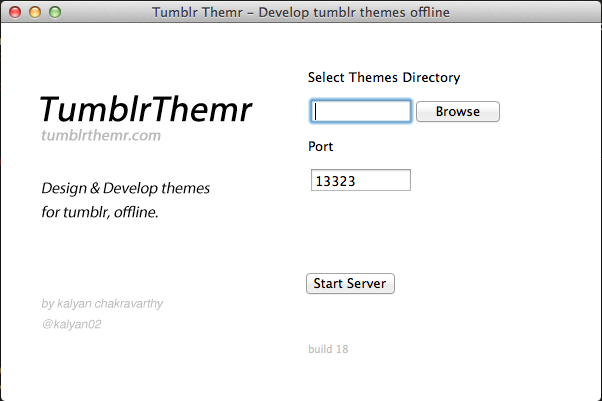 Tumblr Themr – Develop tumblr themes offline
TumblrThemr
tumblrthemr.com
Design & Develop themes
for tumblr, offline.
by kalyan chakravarthy
@kalyan02
Select Themes Directory
Browse
Port
13323
Start Server
build 18